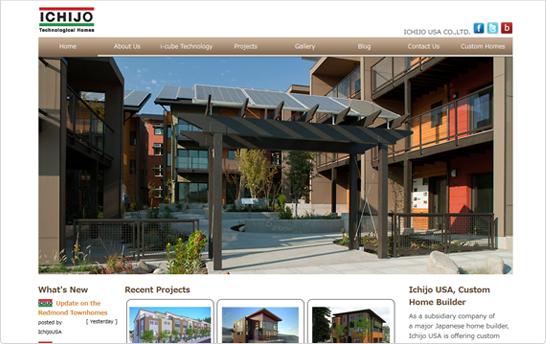 ICHIJO
Technological Homes
ICHIJO USA CO.,LTD.
Home About Us i-cube Technology Projects Gallery Blog Contact Us Custom Homes
What's New
Update on the
Redmond Townhomes
posted by [ Yesterday ]
IchijoUSA
Recent Projects
Ichijo USA, Custom
Home Builder
As a subsidiary company of
a major Japanese home builder,
Ichijo USA is offering custom